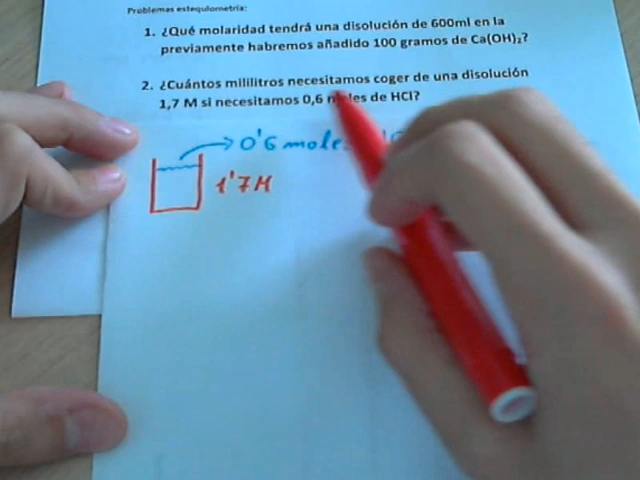 Problemas estequiometria:
1. ¿Qué molaridad tendrá una disolución de 600ml en la
previamente habremos añadido 100 gramos de Ca(OH)₂?
2. ¿Cuántos mililitros necesitamos coger de una disolución
1,7 M si necesitamos 0,6 moles de HCl?
0'6 moles
1'7M